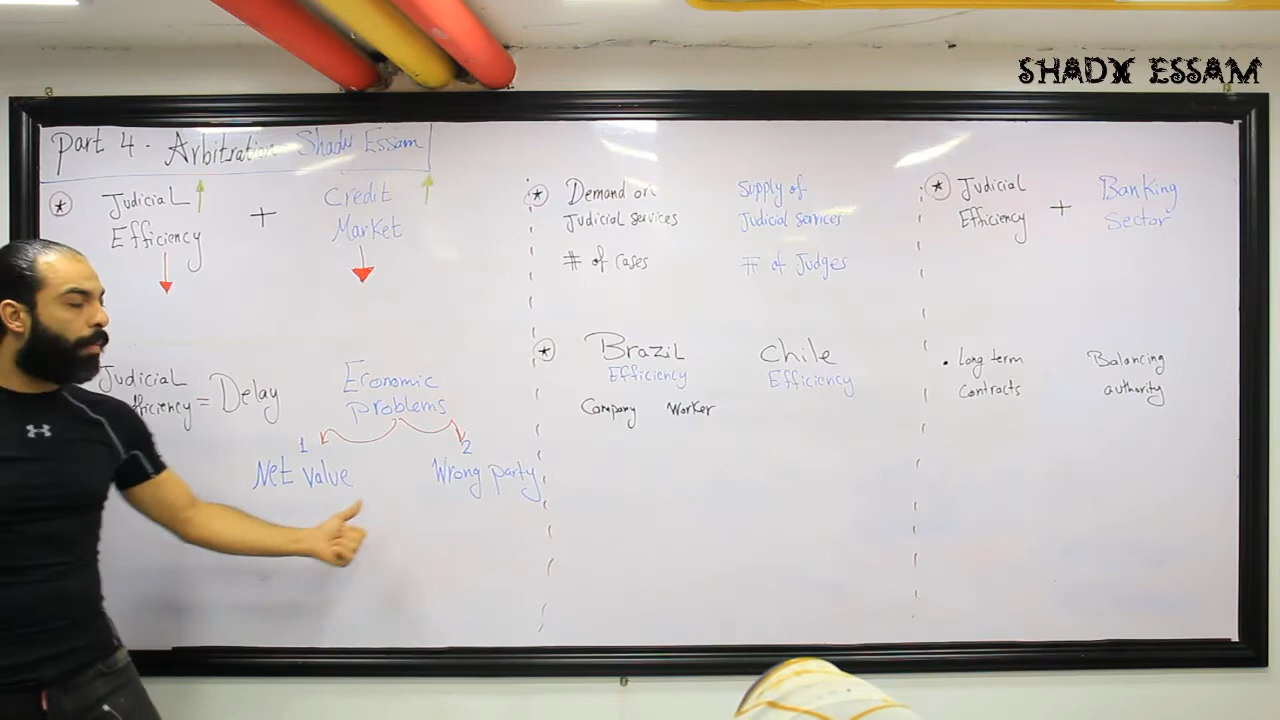 SHADY ESSAM
Part 4. Arbitration Shady Essam
Judicial
Efficiency
+
Credit
Market
Judicial
Efficiency = Delay
Economic
problems
1
Net value
2
Wrong party
Demand on
Judicial services
# of cases
Supply of
Judicial services
# of Judges
Brazil
Efficiency
Company Worker
Chile
Efficiency
Judicial
Efficiency
+
Banking
Sector
. Long term
contracts
Balancing
authority